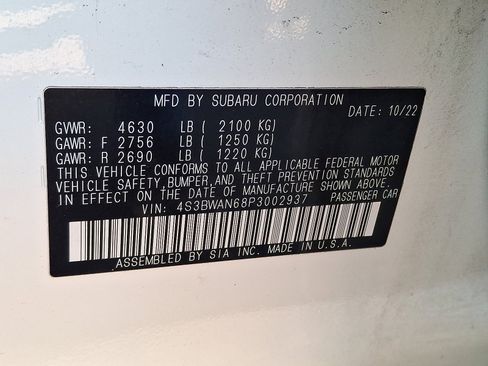 MFD BY SUBARU CORPORATION
DATE: 10/22
GVWR: 4630 LB ( 2100 KG)
GAWR: F 2756 LB ( 1250 KG)
GAWR: R 2690 LB ( 1220 KG)
THIS VEHICLE CONFORMS TO ALL APPLICABLE FEDERAL MOTOR
VEHICLE SAFETY, BUMPER, AND THEFT PREVENTION STANDARDS
IN EFFECT ON THE DATE OF MANUFACTURE SHOWN ABOVE.
VIN: 4S3BWAN68P3002937 PASSENGER CAR
ASSEMBLED BY SIA INC. MADE IN U.S.A.